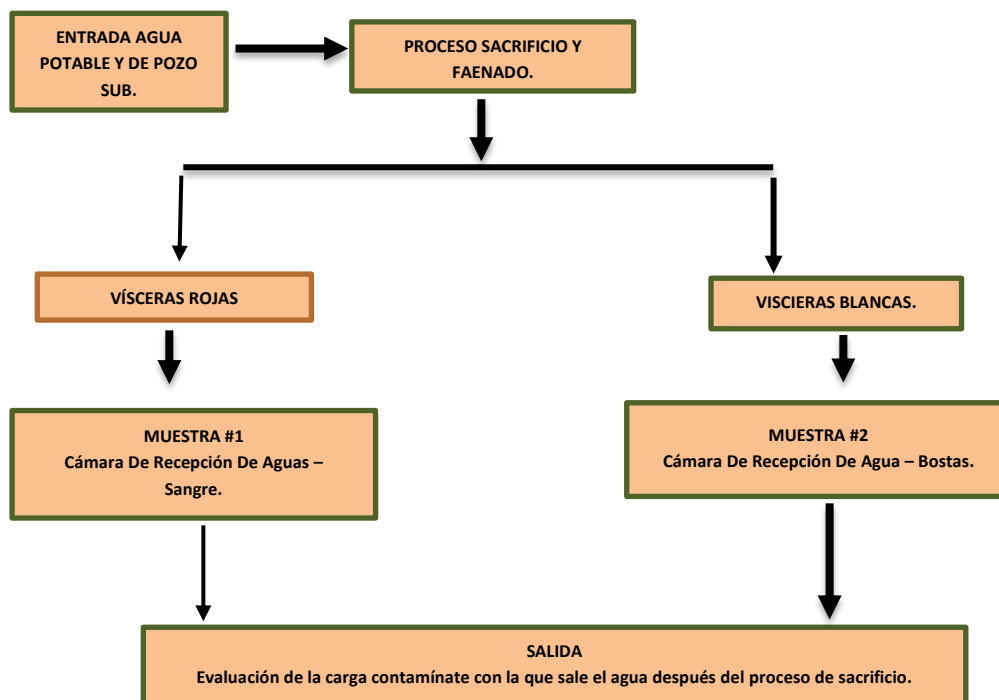 ENTRADA AGUA
POTABLE Y DE POZO
SUB.
PROCESO SACRIFICIO Y
FAENADO.
VÍSCERAS ROJAS
VISCIERAS BLANCAS.
MUESTRA #1
Cámara De Recepción De Aguas –
Sangre.
MUESTRA #2
Cámara De Recepción De Agua – Bostas.
SALIDA
Evaluación de la carga contamínate con la que sale el agua después del proceso de sacrificio.